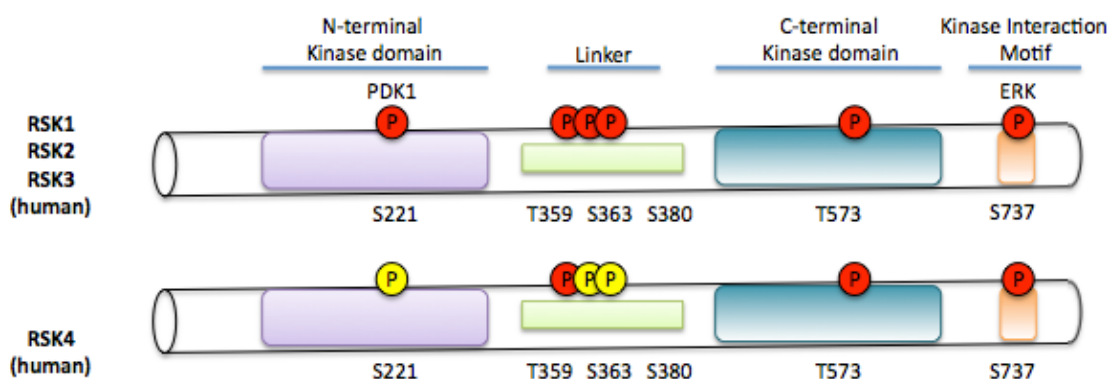 N-terminal
Kinase domain
Linker
C-terminal
Kinase domain
Kinase Interaction
Motif
PDK1
ERK
RSK1
RSK2
RSK3
(human)
P
P
P
P
P
P
S221
T359
S363
S380
T573
S737
RSK4
(human)
P
P
P
P
P
P
S221
T359
S363
S380
T573
S737